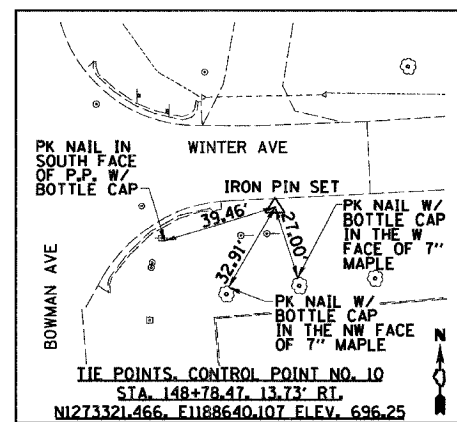 PK NAIL IN
SOUTH FACE
OF P.P. W/
BOTTLE CAP
WINTER AVE
IRON PIN SET
39.46'
27.00'
32.91'
PK NAIL W/
BOTTLE CAP
IN THE W
FACE OF 7"
MAPLE
BOWMAN AVE
PK NAIL W/
BOTTLE CAP
IN THE NW FACE
OF 7" MAPLE
N
TIE POINTS, CONTROL POINT NO. 10
STA. 148+78.47, 13.73' RT.
N1273321.466, E1188640.107 ELEV. 696.25